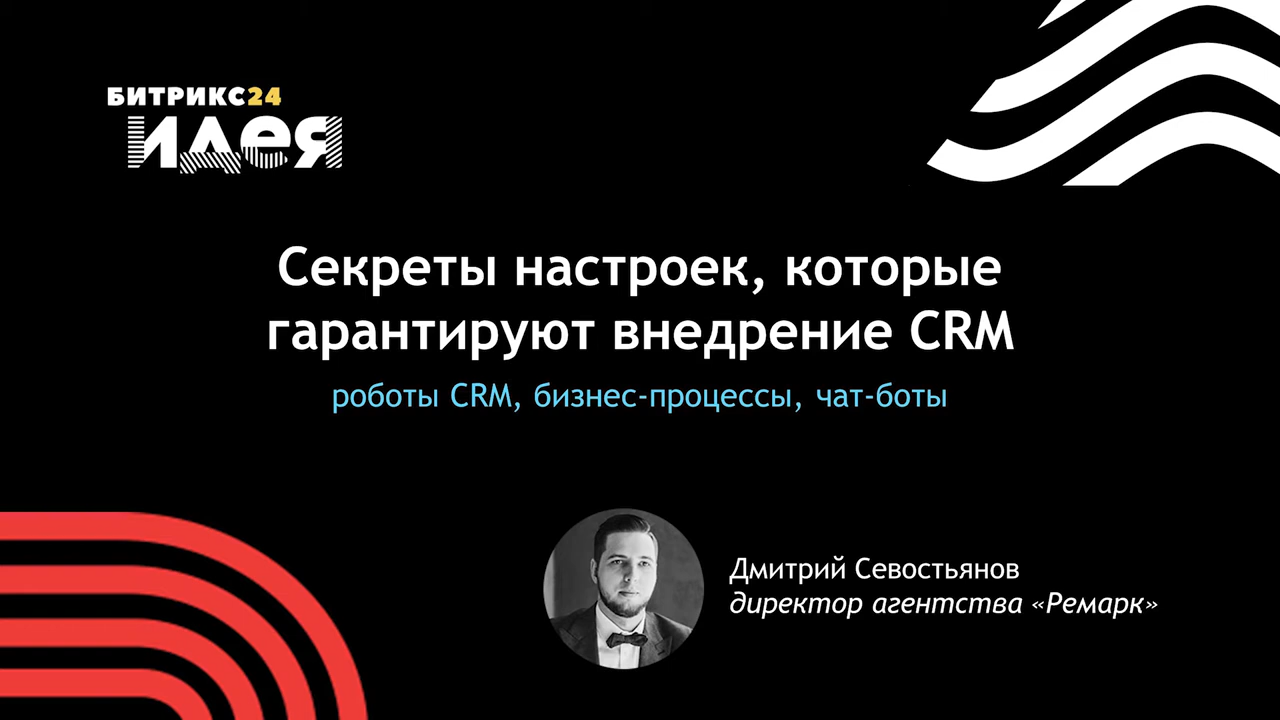 БИТРИКС24
идея
Секреты настроек, которые
гарантируют внедрение CRM
роботы CRM, бизнес-процессы, чат-боты
Дмитрий Севостьянов
директор агентства «Ремарк»